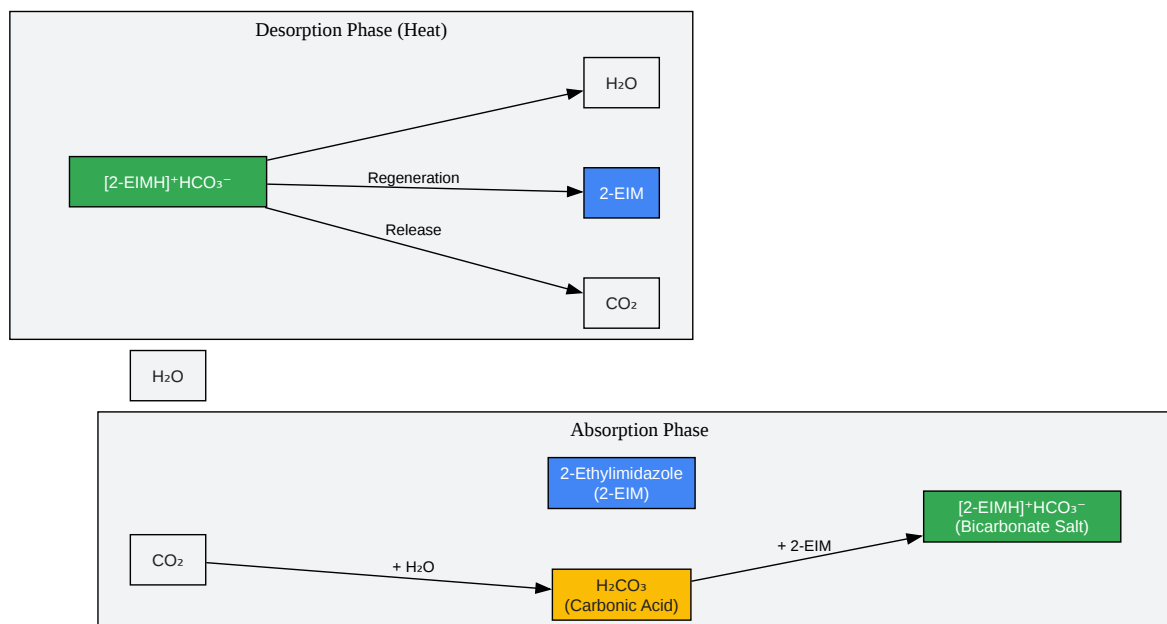 Desorption Phase (Heat)
H₂O
[2-EIMH]⁺HCO₃⁻
Regeneration
2-EIM
Release
CO₂
H₂O
Absorption Phase
2-Ethylimidazole
(2-EIM)
[2-EIMH]⁺HCO₃⁻
(Bicarbonate Salt)
CO₂
+ H₂O
+ 2-EIM
H₂CO₃
(Carbonic Acid)